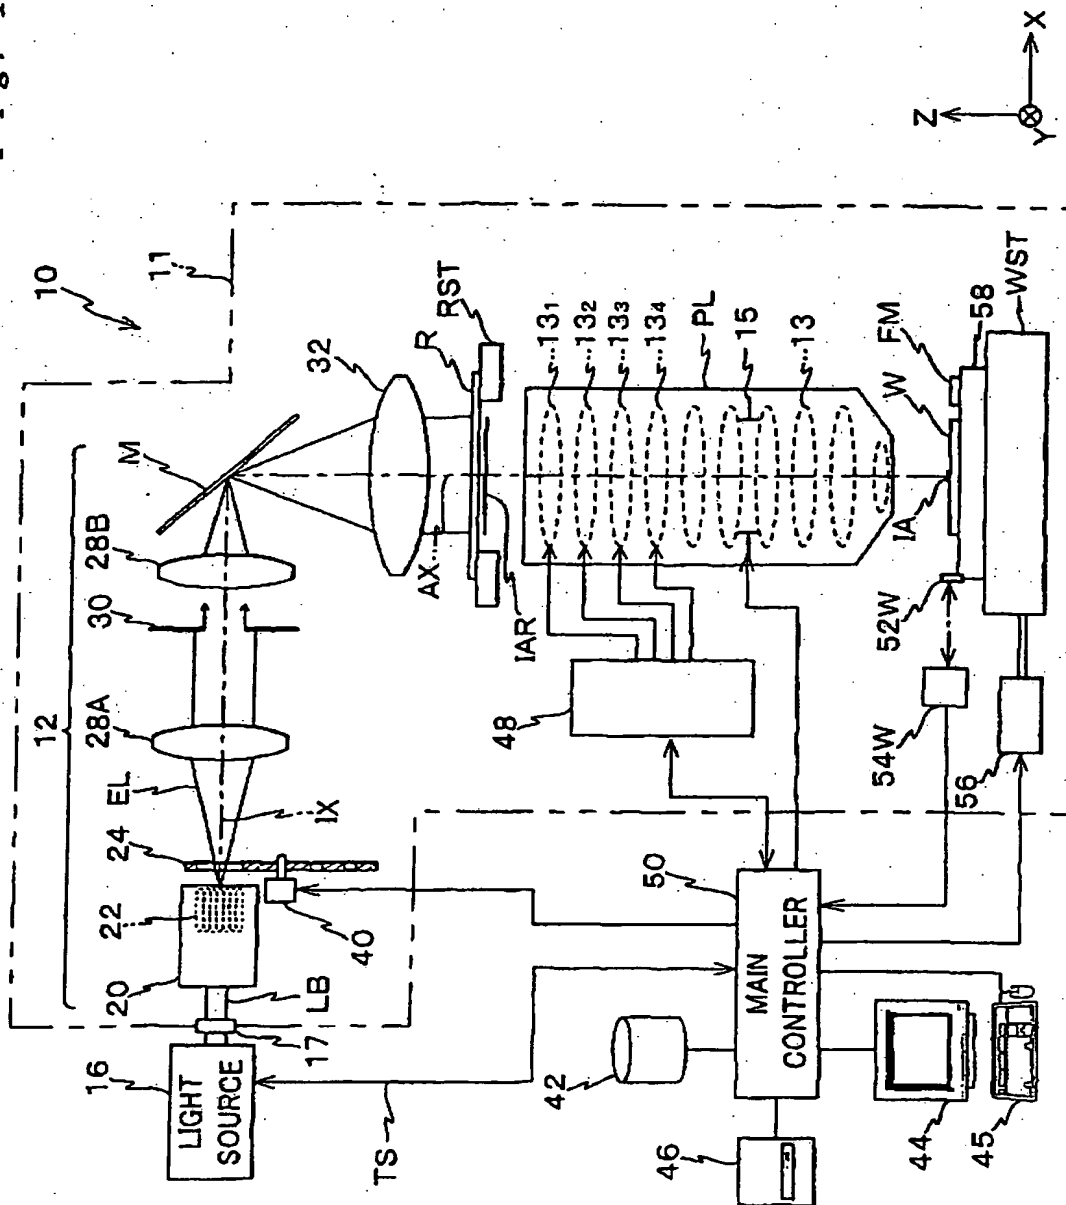 10
11
12
M
32
R
RST
28B
30
28A
EL
IX
24
22
20
LB
17
16
LIGHT
SOURCE
40
TS
AX
IAR
13₁
13₂
13₃
13₄
PL
15
13
48
50
MAIN
CONTROLLER
42
46
44
45
IA
W
FM
58
WST
52W
54W
56
Z
X
Y